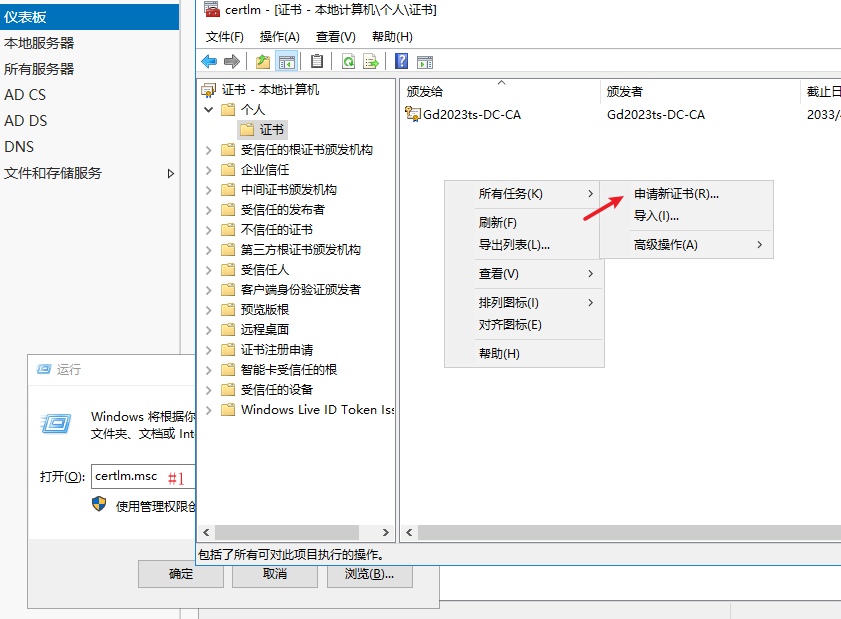 仪表板
本地服务器
所有服务器
AD CS
AD DS
DNS
文件和存储服务
certlm - [证书 - 本地计算机\个人\证书]
文件(F) 操作(A) 查看(V) 帮助(H)
证书 - 本地计算机
个人
证书
受信任的根证书颁发机构
企业信任
中间证书颁发机构
受信任的发布者
不信任的证书
第三方根证书颁发机构
受信任人
客户端身份验证颁发者
预览版根
远程桌面
证书注册申请
智能卡受信任的根
受信任的设备
Windows Live ID Token Iss
颁发给 颁发者 截止日
Gd2023ts-DC-CA Gd2023ts-DC-CA 2033/
所有任务(K)
刷新(F)
导出列表(L)...
查看(V)
排列图标(I)
对齐图标(E)
帮助(H)
申请新证书(R)...
导入(I)...
高级操作(A)
包括了所有可对此项目执行的操作。
运行
Windows 将根据你
文件夹、文档或 Int
打开(O): certlm.msc #1
使用管理权限创
确定 取消 浏览(B)...